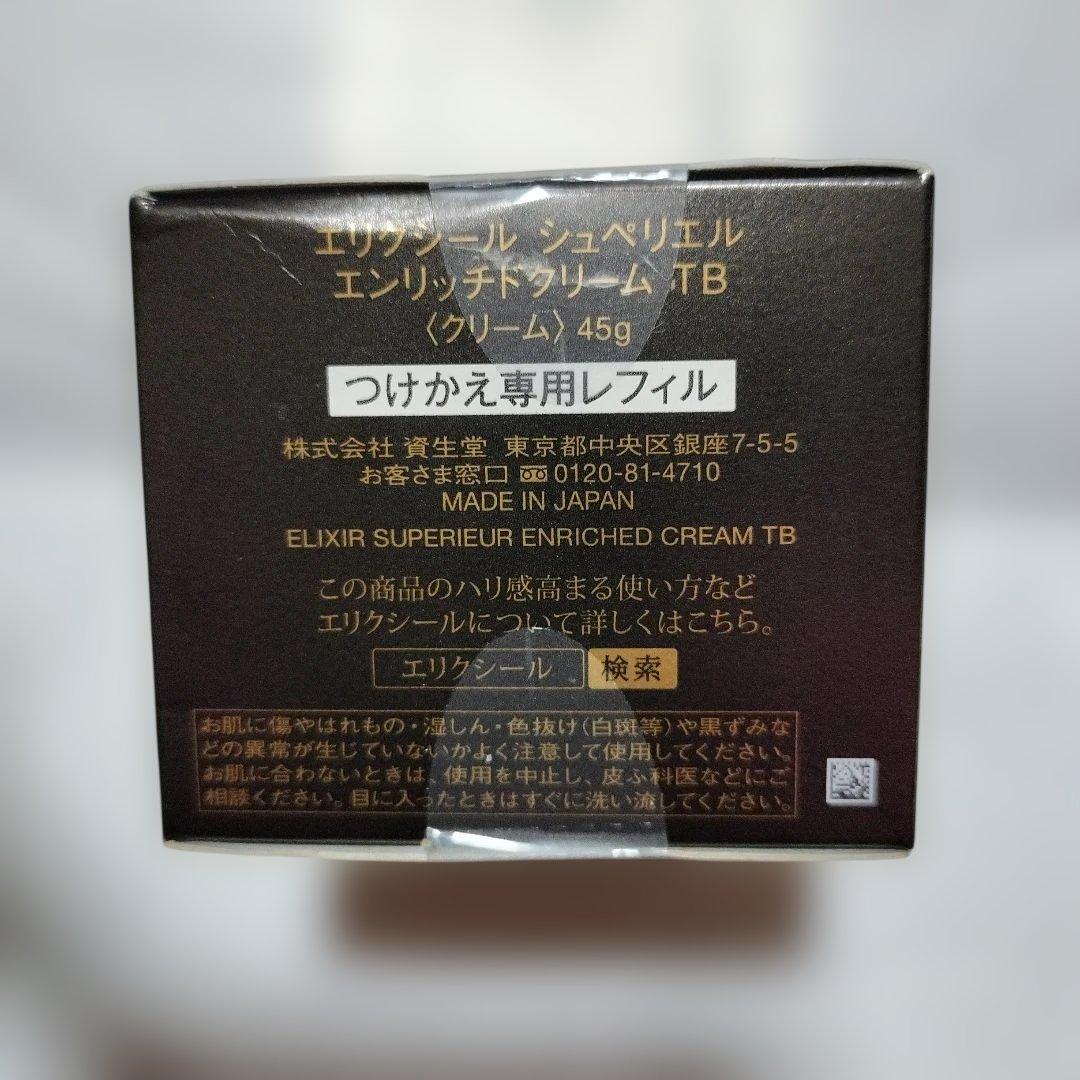 エリクシール シュペリエル
エンリッチドクリーム TB
〈クリーム〉 45g
つけかえ専用レフィル
株式会社 資生堂 東京都中央区銀座7-5-5
お客さま窓口 0120-81-4710
MADE IN JAPAN
ELIXIR SUPERIEUR ENRICHED CREAM TB
この商品のハリ感高まる使い方など
エリクシールについて詳しくはこちら。
エリクシール 検索
お肌に傷やはれもの・湿しん・色抜け(白斑等)や黒ずみな
どの異常が生じていないかよく注意して使用してください。
お肌に合わないときは、使用を中止し、皮ふ科医などにご
相談ください。目に入ったときはすぐに洗い流してください。